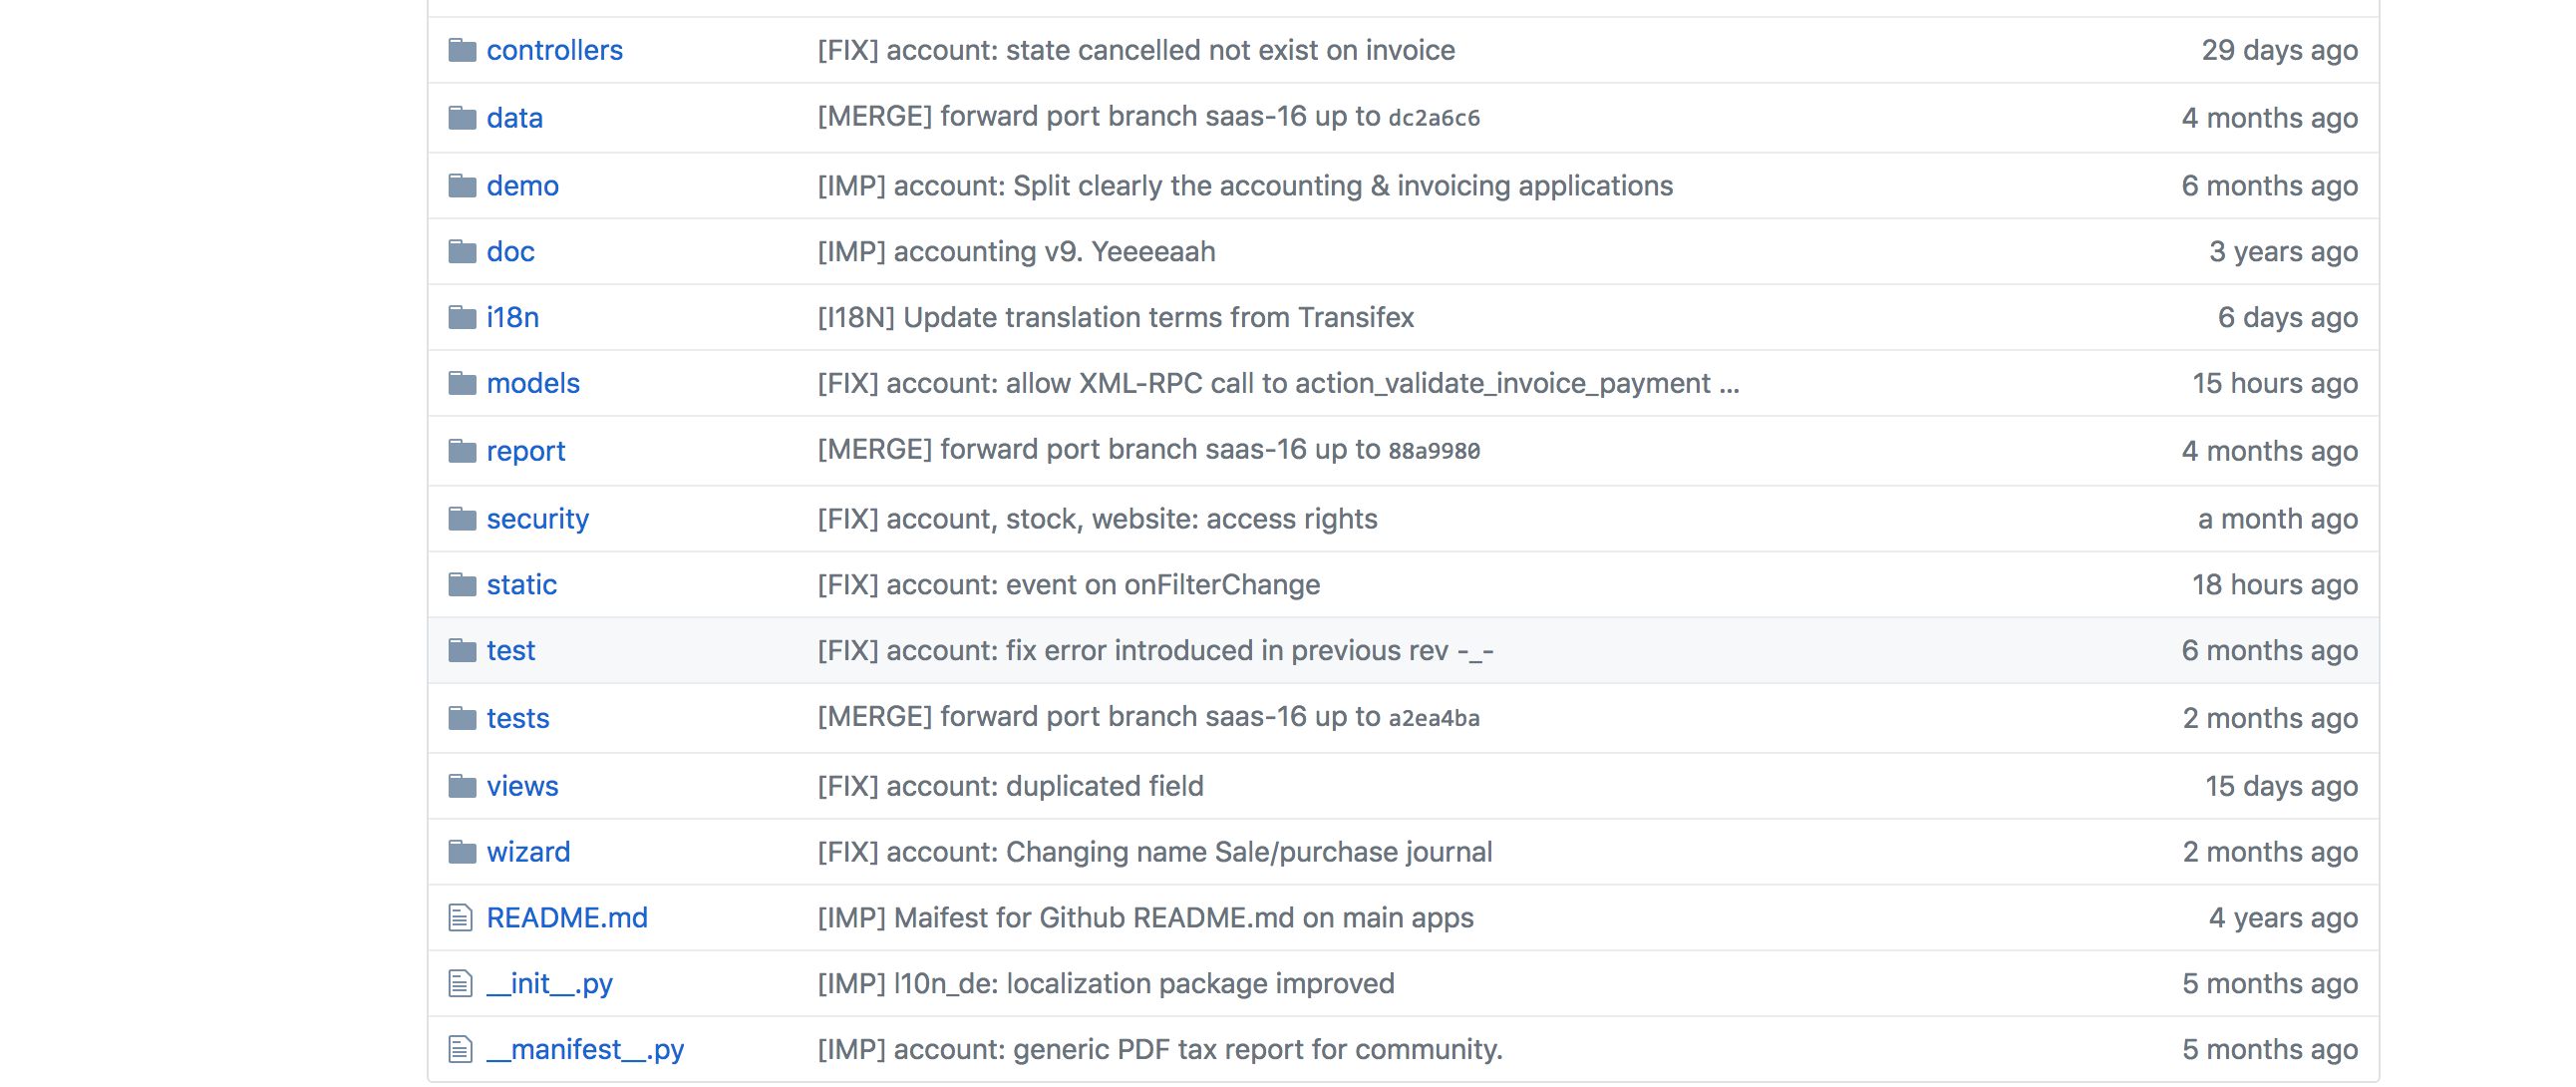 controllers [FIX] account: state cancelled not exist on invoice 29 days ago
data [MERGE] forward port branch saas-16 up to dc2a6c6 4 months ago
demo [IMP] account: Split clearly the accounting & invoicing applications 6 months ago
doc [IMP] accounting v9. Yeeeeaah 3 years ago
i18n [I18N] Update translation terms from Transifex 6 days ago
models [FIX] account: allow XML-RPC call to action_validate_invoice_payment ... 15 hours ago
report [MERGE] forward port branch saas-16 up to 88a9980 4 months ago
security [FIX] account, stock, website: access rights a month ago
static [FIX] account: event on onFilterChange 18 hours ago
test [FIX] account: fix error introduced in previous rev -_- 6 months ago
tests [MERGE] forward port branch saas-16 up to a2ea4ba 2 months ago
views [FIX] account: duplicated field 15 days ago
wizard [FIX] account: Changing name Sale/purchase journal 2 months ago
README.md [IMP] Maifest for Github README.md on main apps 4 years ago
__init__.py [IMP] l10n_de: localization package improved 5 months ago
__manifest__.py [IMP] account: generic PDF tax report for community. 5 months ago